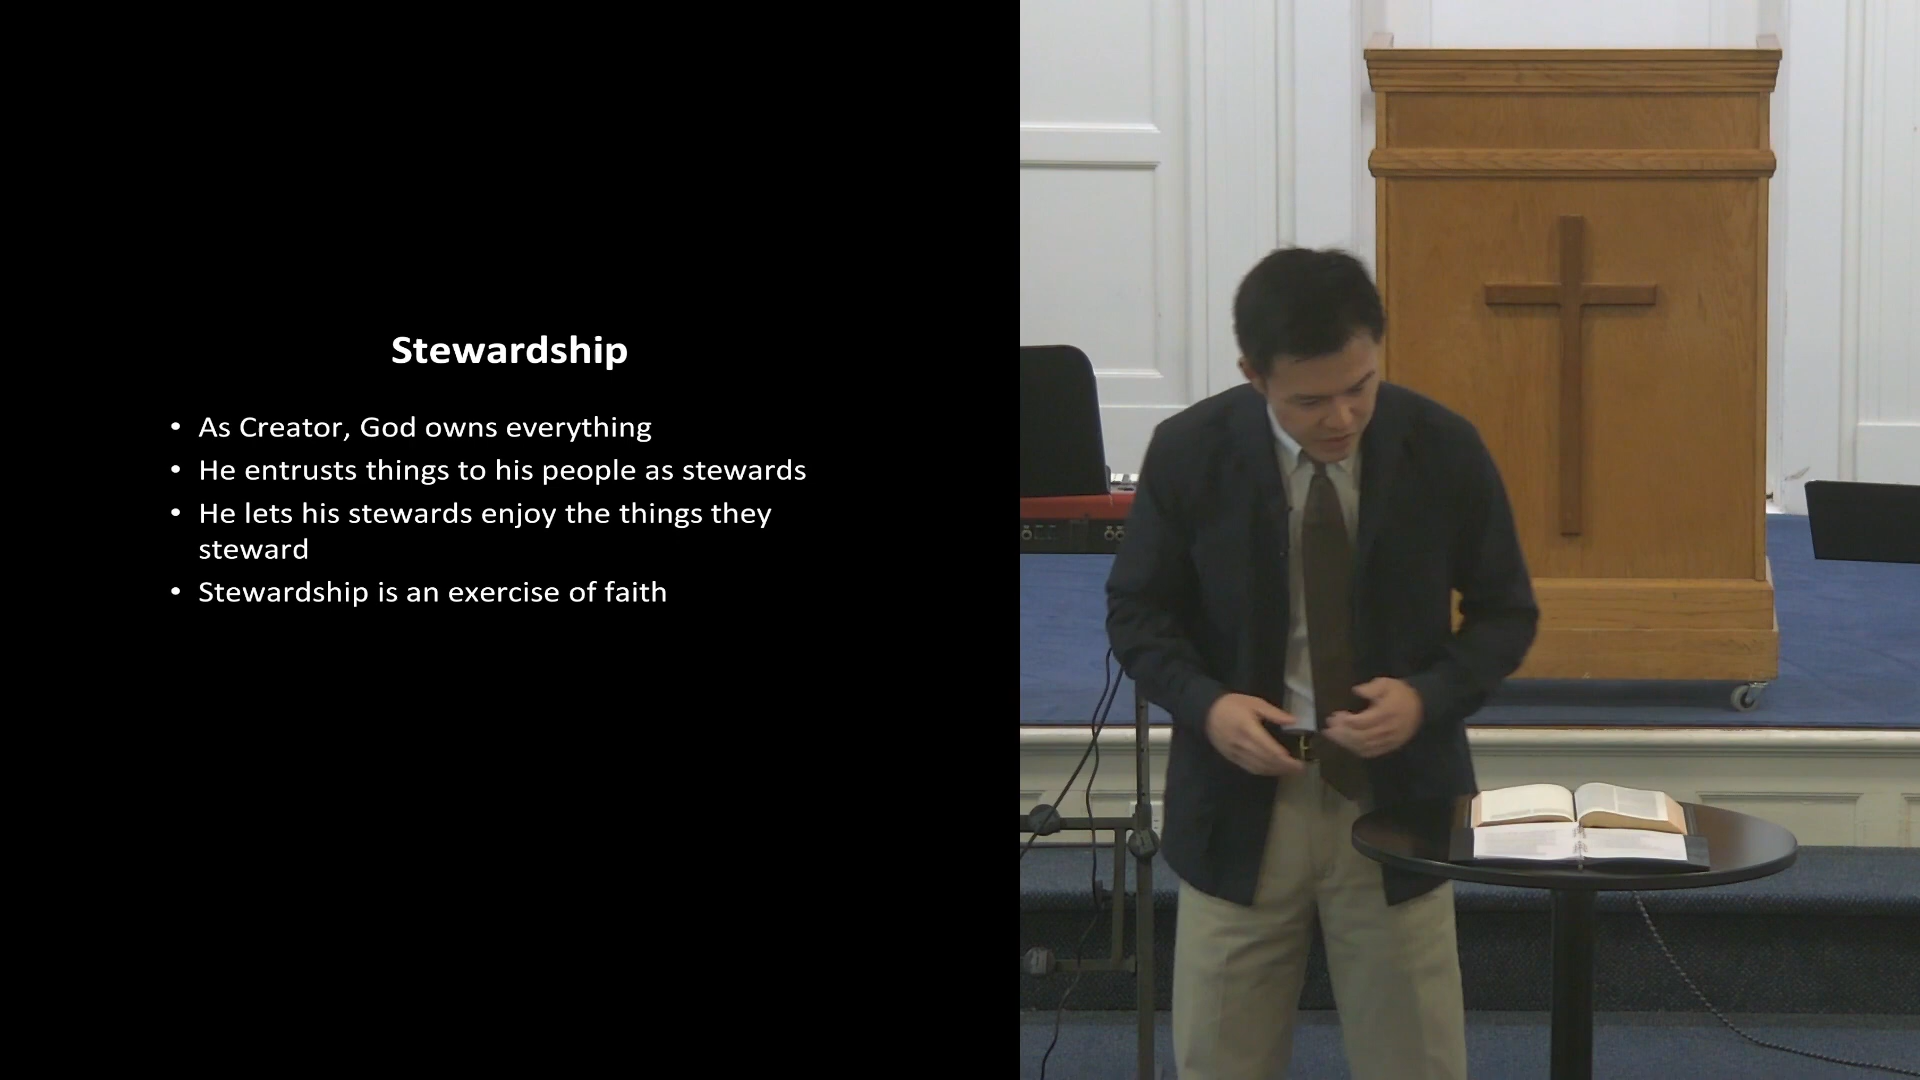 Stewardship
• As Creator, God owns everything
• He entrusts things to his people as stewards
• He lets his stewards enjoy the things they
steward
• Stewardship is an exercise of faith